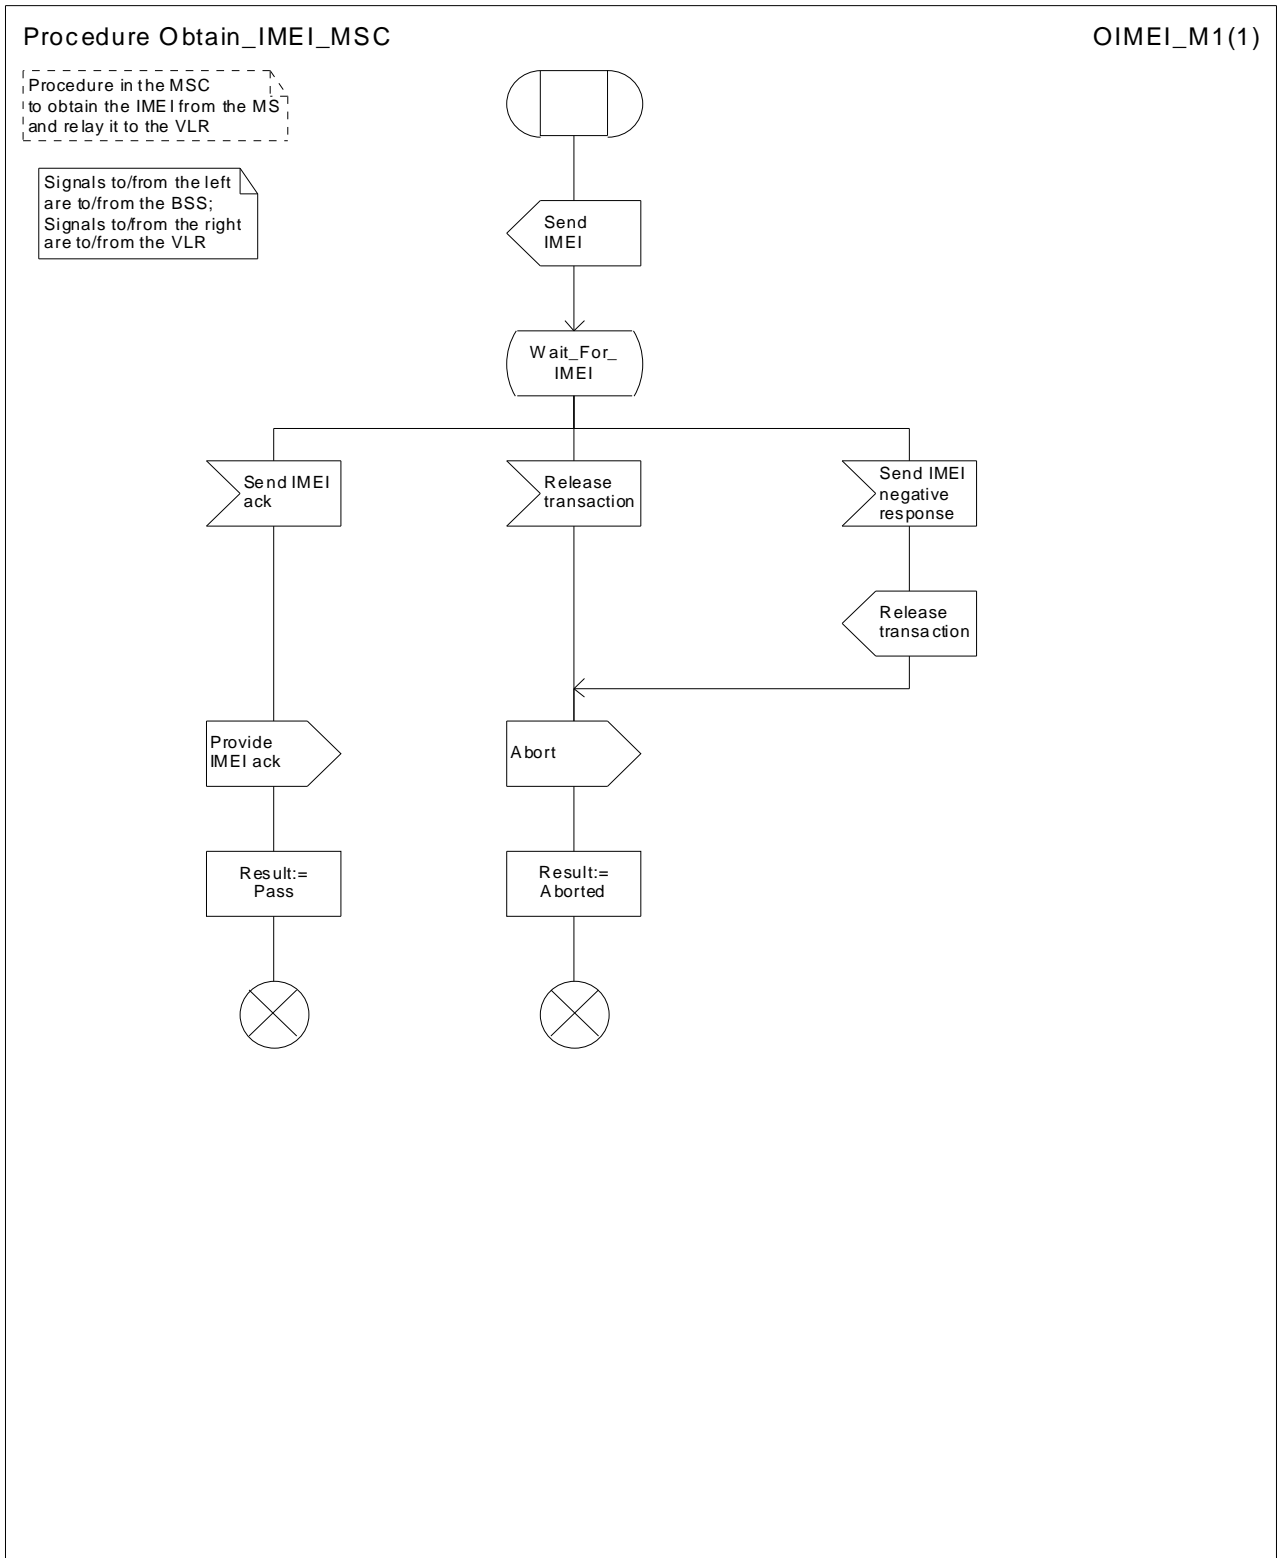 Procedure Obtain_IMEI_MSC
OIMEI_M1(1)
Procedure in the MSC
to obtain the IMEI from the MS
and relay it to the VLR
Signals to/from the left
are to/from the BSS;
Signals to/from the right
are to/from the VLR
Send
IMEI
Wait_For_
IMEI
Send IMEI
ack
Release
transaction
Send IMEI
negative
response
Release
transaction
Provide
IMEI ack
Abort
Result:=
Pass
Result:=
Aborted